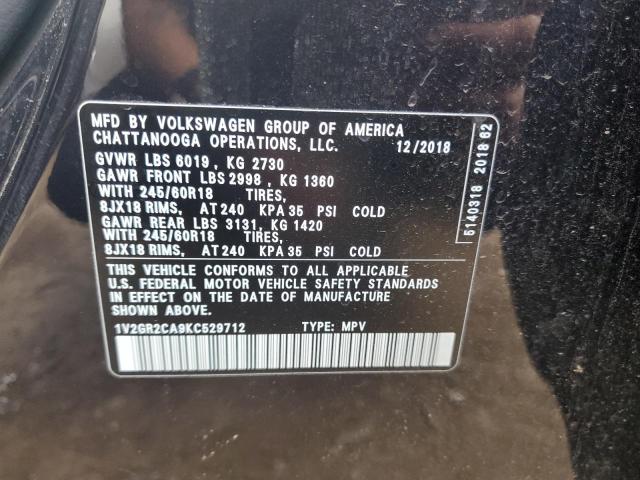 MFD BY VOLKSWAGEN GROUP OF AMERICA
CHATTANOOGA OPERATIONS, LLC. 12/2018
GVWR LBS 6019, KG 2730
GAWR FRONT LBS 2998, KG 1360
WITH 245/60R18 TIRES,
8JX18 RIMS, AT 240 KPA 35 PSI COLD
GAWR REAR LBS 3131, KG 1420
WITH 245/60R18 TIRES,
8JX18 RIMS, AT 240 KPA 35 PSI COLD
THIS VEHICLE CONFORMS TO ALL APPLICABLE
U.S. FEDERAL MOTOR VEHICLE SAFETY STANDARDS
IN EFFECT ON THE DATE OF MANUFACTURE
SHOWN ABOVE.
1V2GR2CA9KC529712 TYPE: MPV
5140318 2018 62